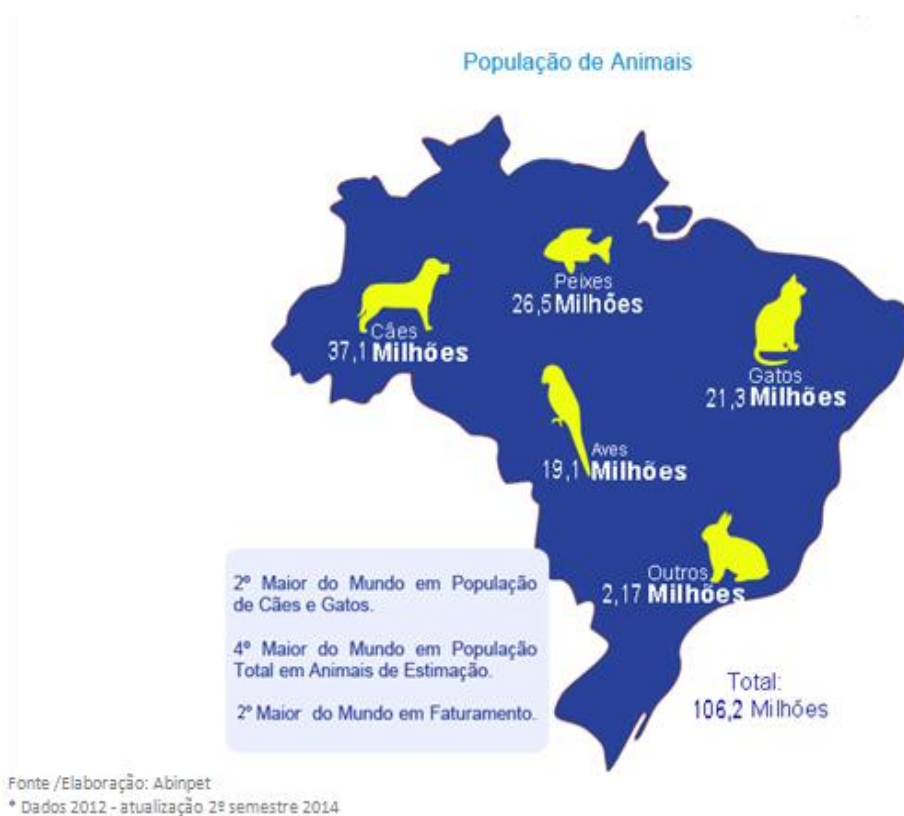 População de Animais
Peixes
26,5 Milhões
Cães
37,1 Milhões
Gatos
21,3 Milhões
Aves
19,1 Milhões
Outros
2,17 Milhões
2º Maior do Mundo em População
de Cães e Gatos.
4º Maior do Mundo em População
Total em Animais de Estimação.
2º Maior do Mundo em Faturamento.
Total:
106,2 Milhões
Fonte /Elaboração: Abinpet
* Dados 2012 - atualização 2º semestre 2014